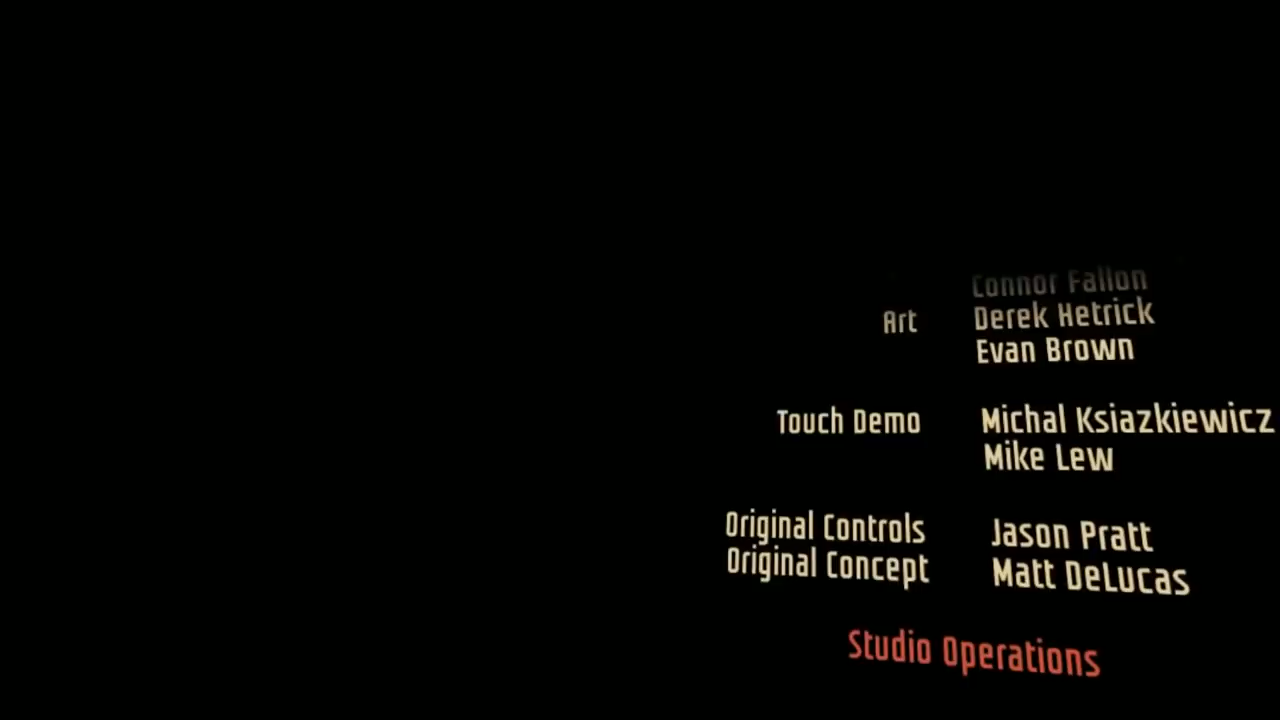 Connor Fallon
Art Derek Hetrick
Evan Brown
Touch Demo Michal Ksiazkiewicz
Mike Lew
Original Controls Jason Pratt
Original Concept Matt DeLucas
Studio Operations